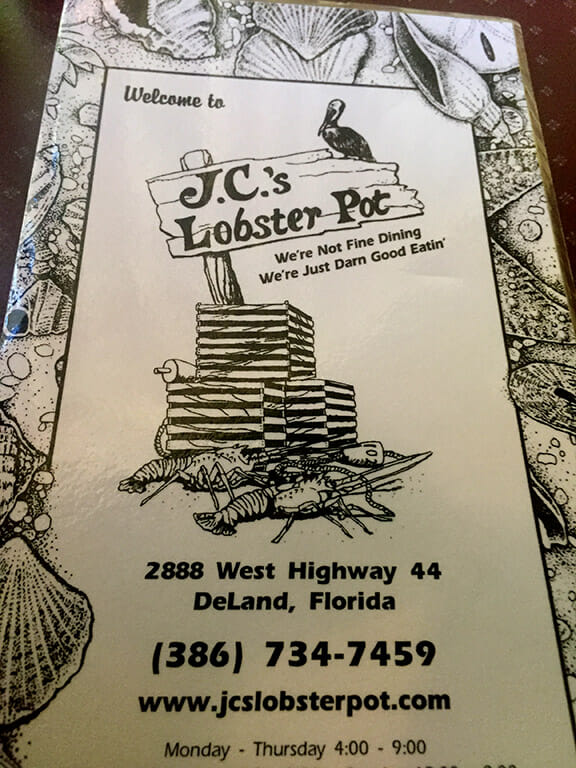 Welcome to
J.C.'s
Lobster Pot
We're Not Fine Dining
We're Just Darn Good Eatin'
2888 West Highway 44
DeLand, Florida
(386) 734-7459
www.jcslobsterpot.com
Monday - Thursday 4:00 - 9:00